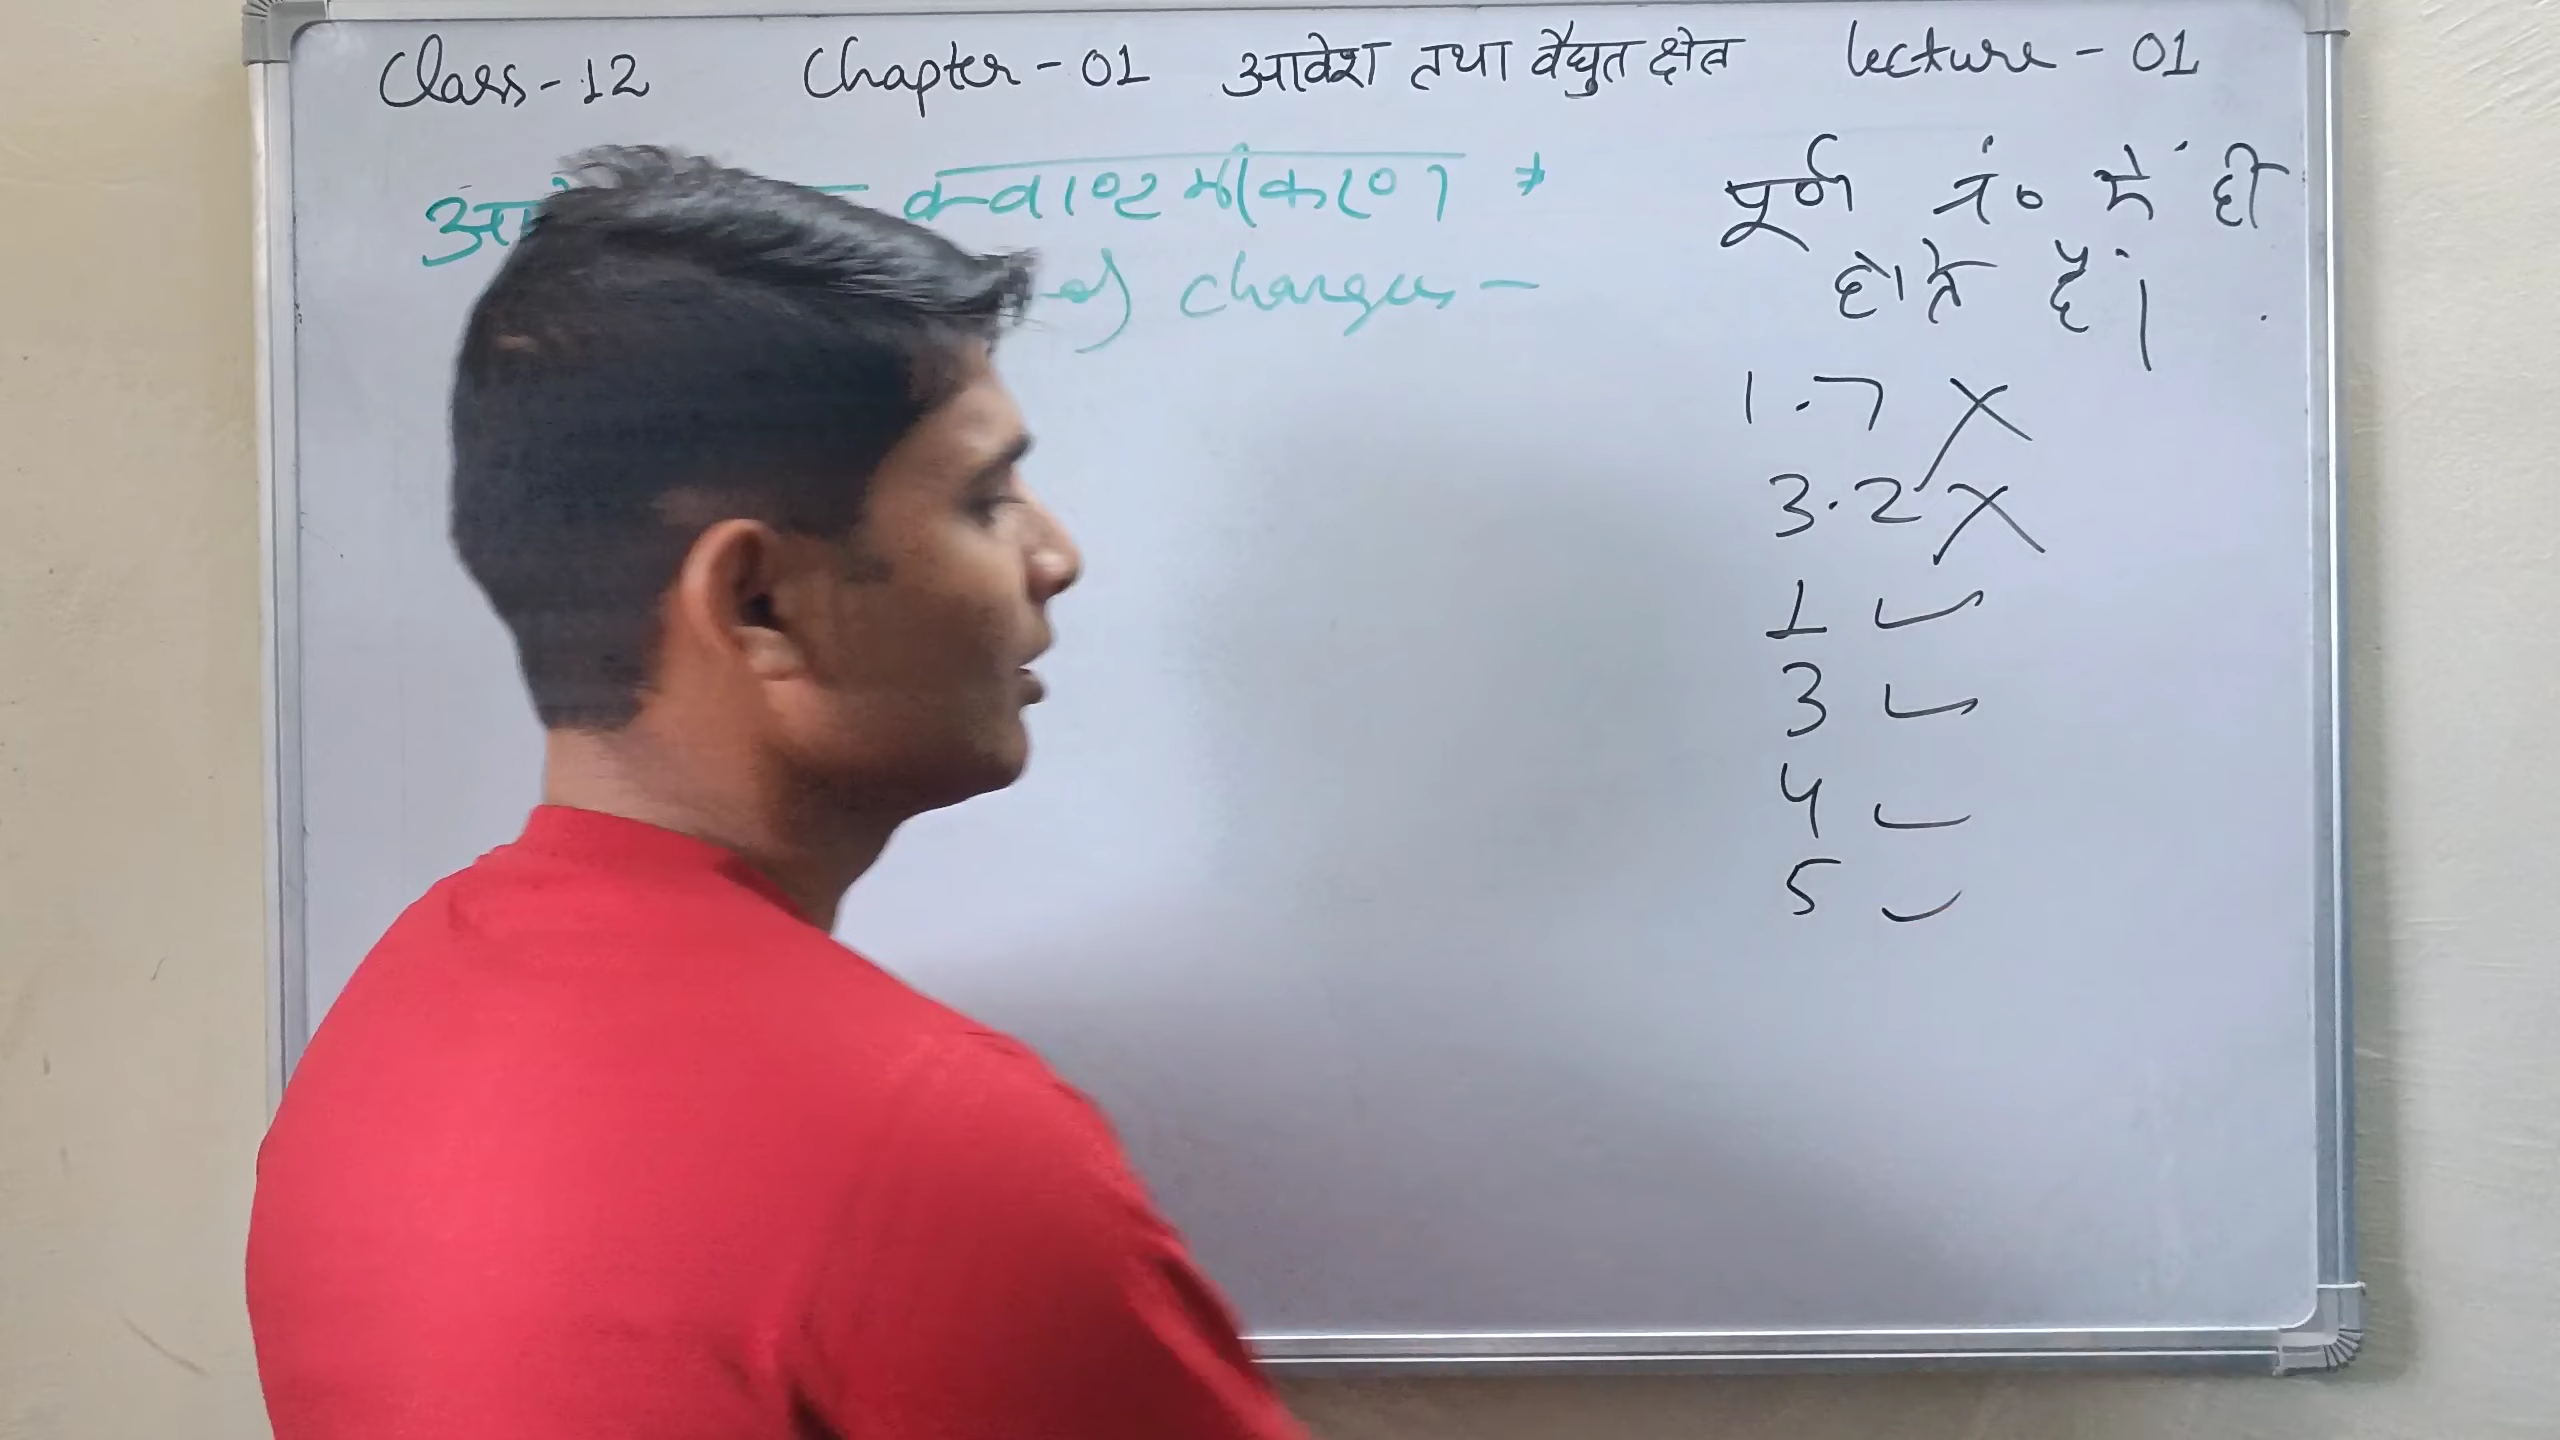 Class-12 Chapter-01 आवेश तथा वैद्युत क्षेत्र lecture-01
क्वाण्टमीकरण *
of charges -
पूर्ण नं० में ही
होते हैं।
1.7 ×
3.2 ×
1 ✓
3 ✓
4 ✓
5 ✓